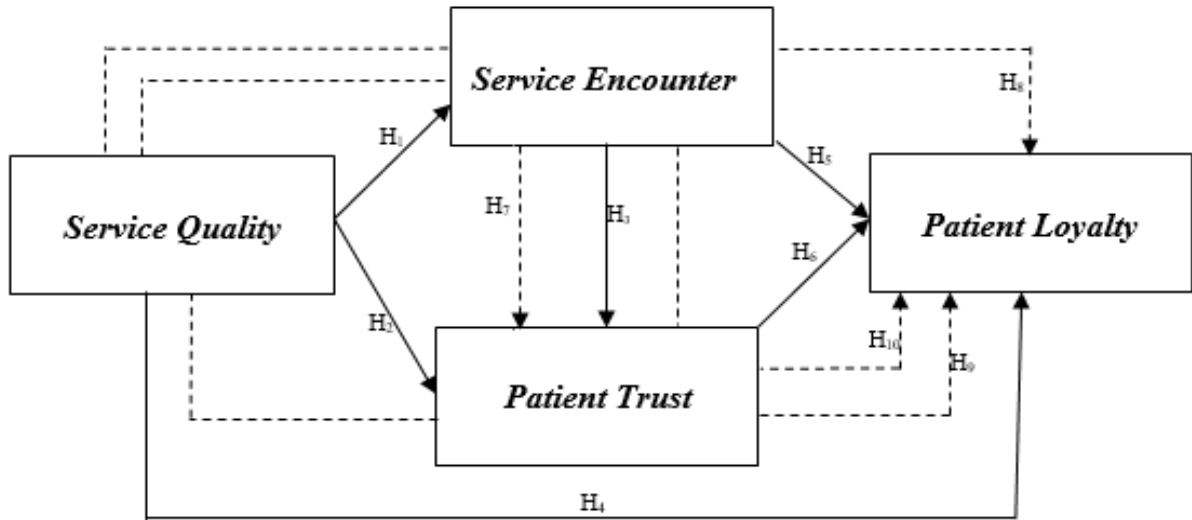 Service Encounter
H₈
H₁
H₅
Service Quality
H₇
H₃
Patient Loyalty
H₆
H₂
H₁₀
H₉
Patient Trust
H₄